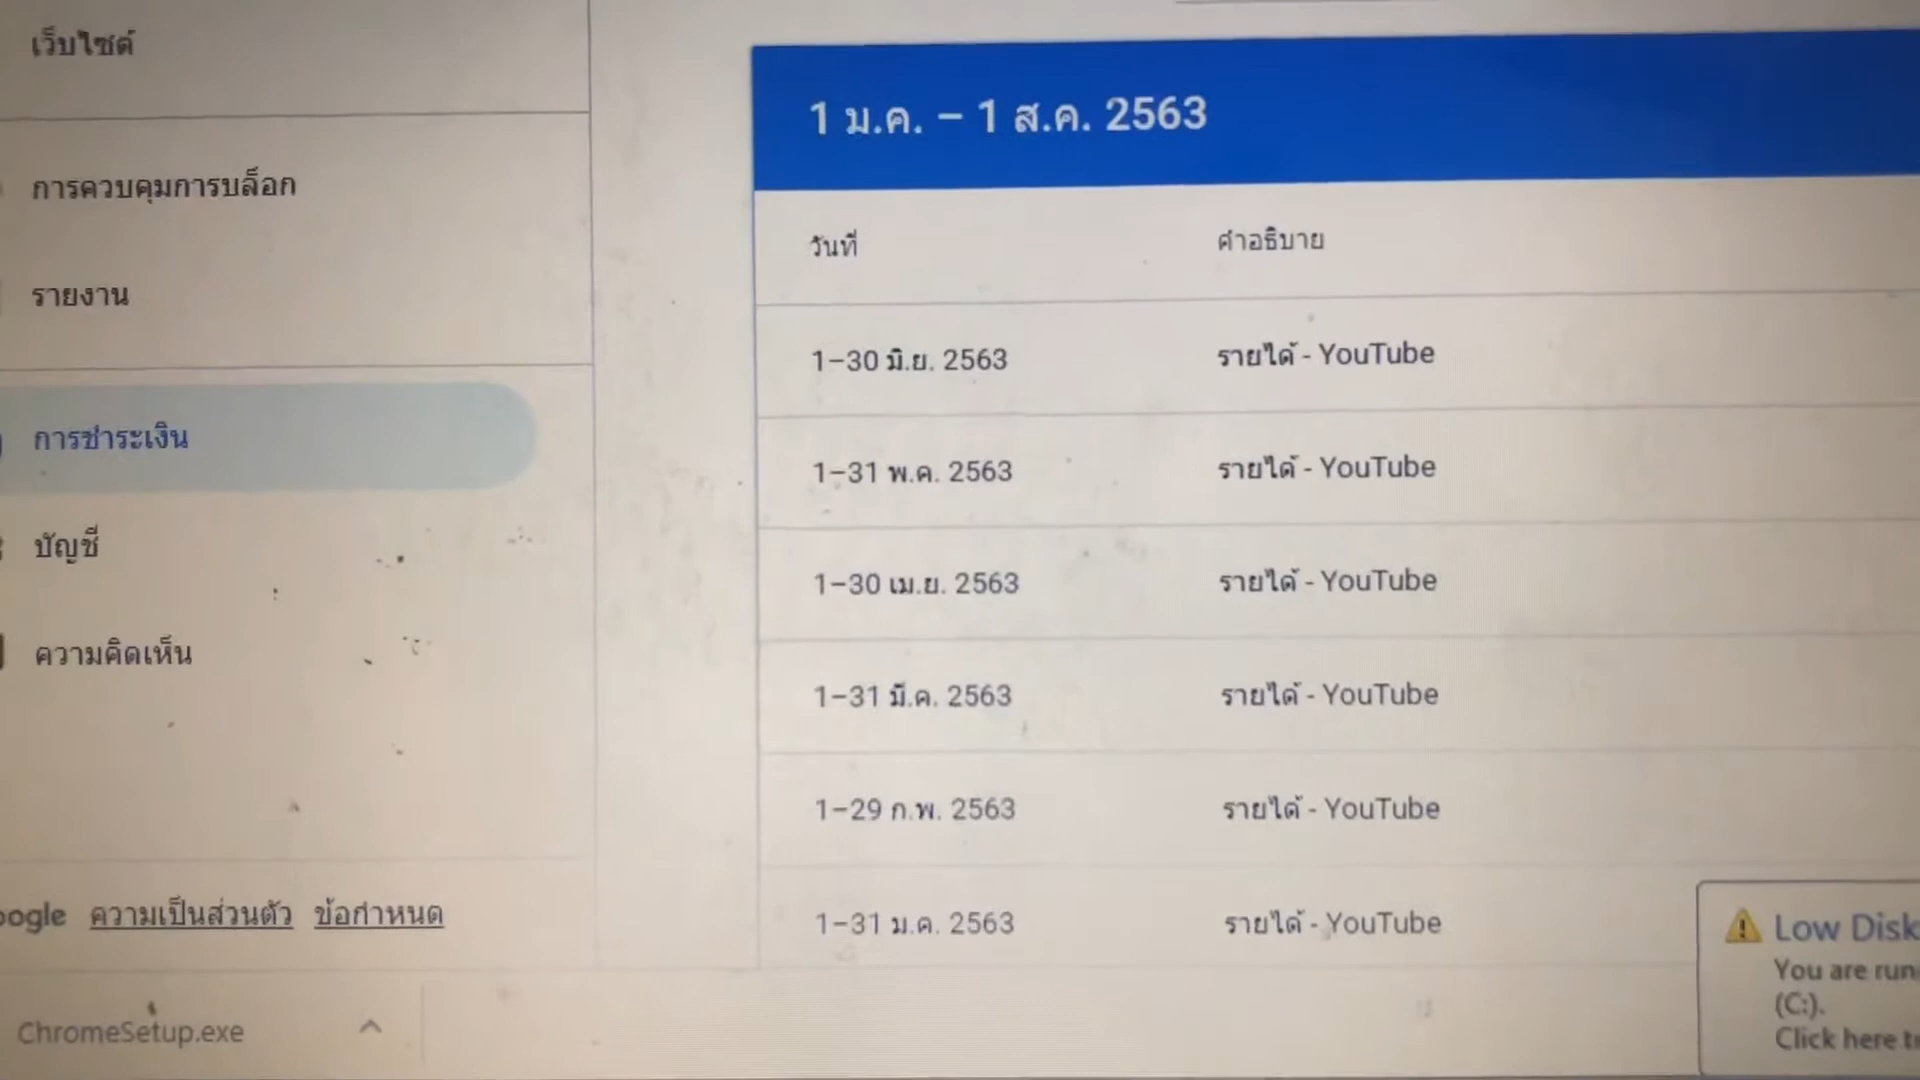 เว็บไซต์
การควบคุมการบล็อก
รายงาน
การชำระเงิน
บัญชี
ความคิดเห็น
oogle ความเป็นส่วนตัว ข้อกำหนด
ChromeSetup.exe
1 ม.ค. – 1 ส.ค. 2563
วันที่ คำอธิบาย
1–30 มิ.ย. 2563 รายได้ - YouTube
1–31 พ.ค. 2563 รายได้ - YouTube
1–30 เม.ย. 2563 รายได้ - YouTube
1–31 มี.ค. 2563 รายได้ - YouTube
1–29 ก.พ. 2563 รายได้ - YouTube
1–31 ม.ค. 2563 รายได้ - YouTube
Low Disk
You are run
(C:).
Click here t